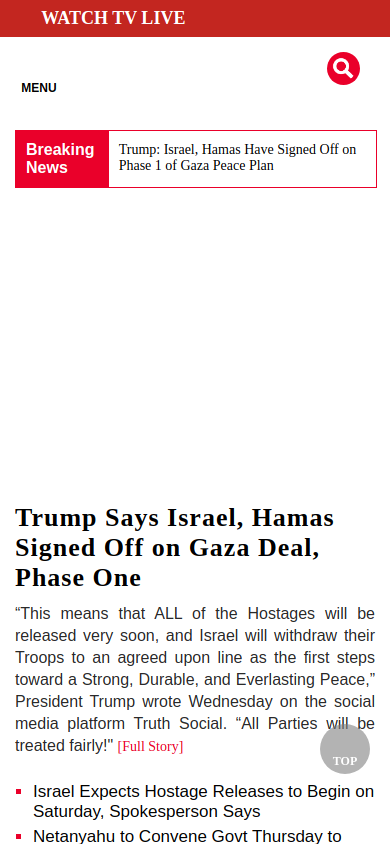 WATCH TV LIVE
MENU
Breaking
News
Trump: Israel, Hamas Have Signed Off on
Phase 1 of Gaza Peace Plan
Trump Says Israel, Hamas
Signed Off on Gaza Deal,
Phase One
“This means that ALL of the Hostages will be
released very soon, and Israel will withdraw their
Troops to an agreed upon line as the first steps
toward a Strong, Durable, and Everlasting Peace,”
President Trump wrote Wednesday on the social
media platform Truth Social. “All Parties will be
treated fairly!" [Full Story]
TOP
Israel Expects Hostage Releases to Begin on
Saturday, Spokesperson Says
Netanyahu to Convene Govt Thursday to